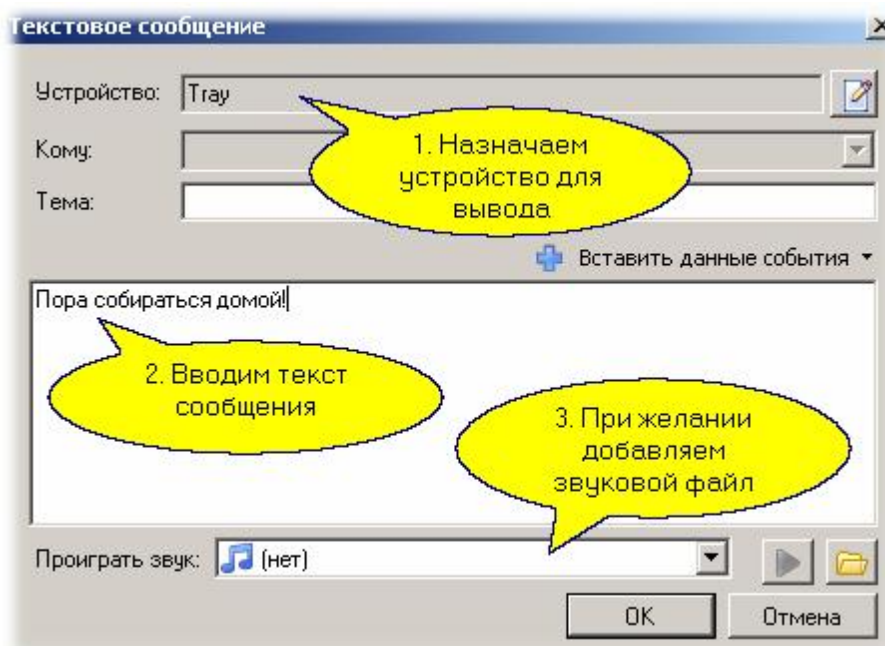 Текстовое сообщение
Устройство:
Tray
1. Назначаем
устройство для
вывода
Кому:
Тема:
Вставить данные события
Пора собираться домой!
2. Вводим текст
сообщения
3. При желании
добавляем
звуковой файл
Проиграть звук:
(нет)
OK
Отмена